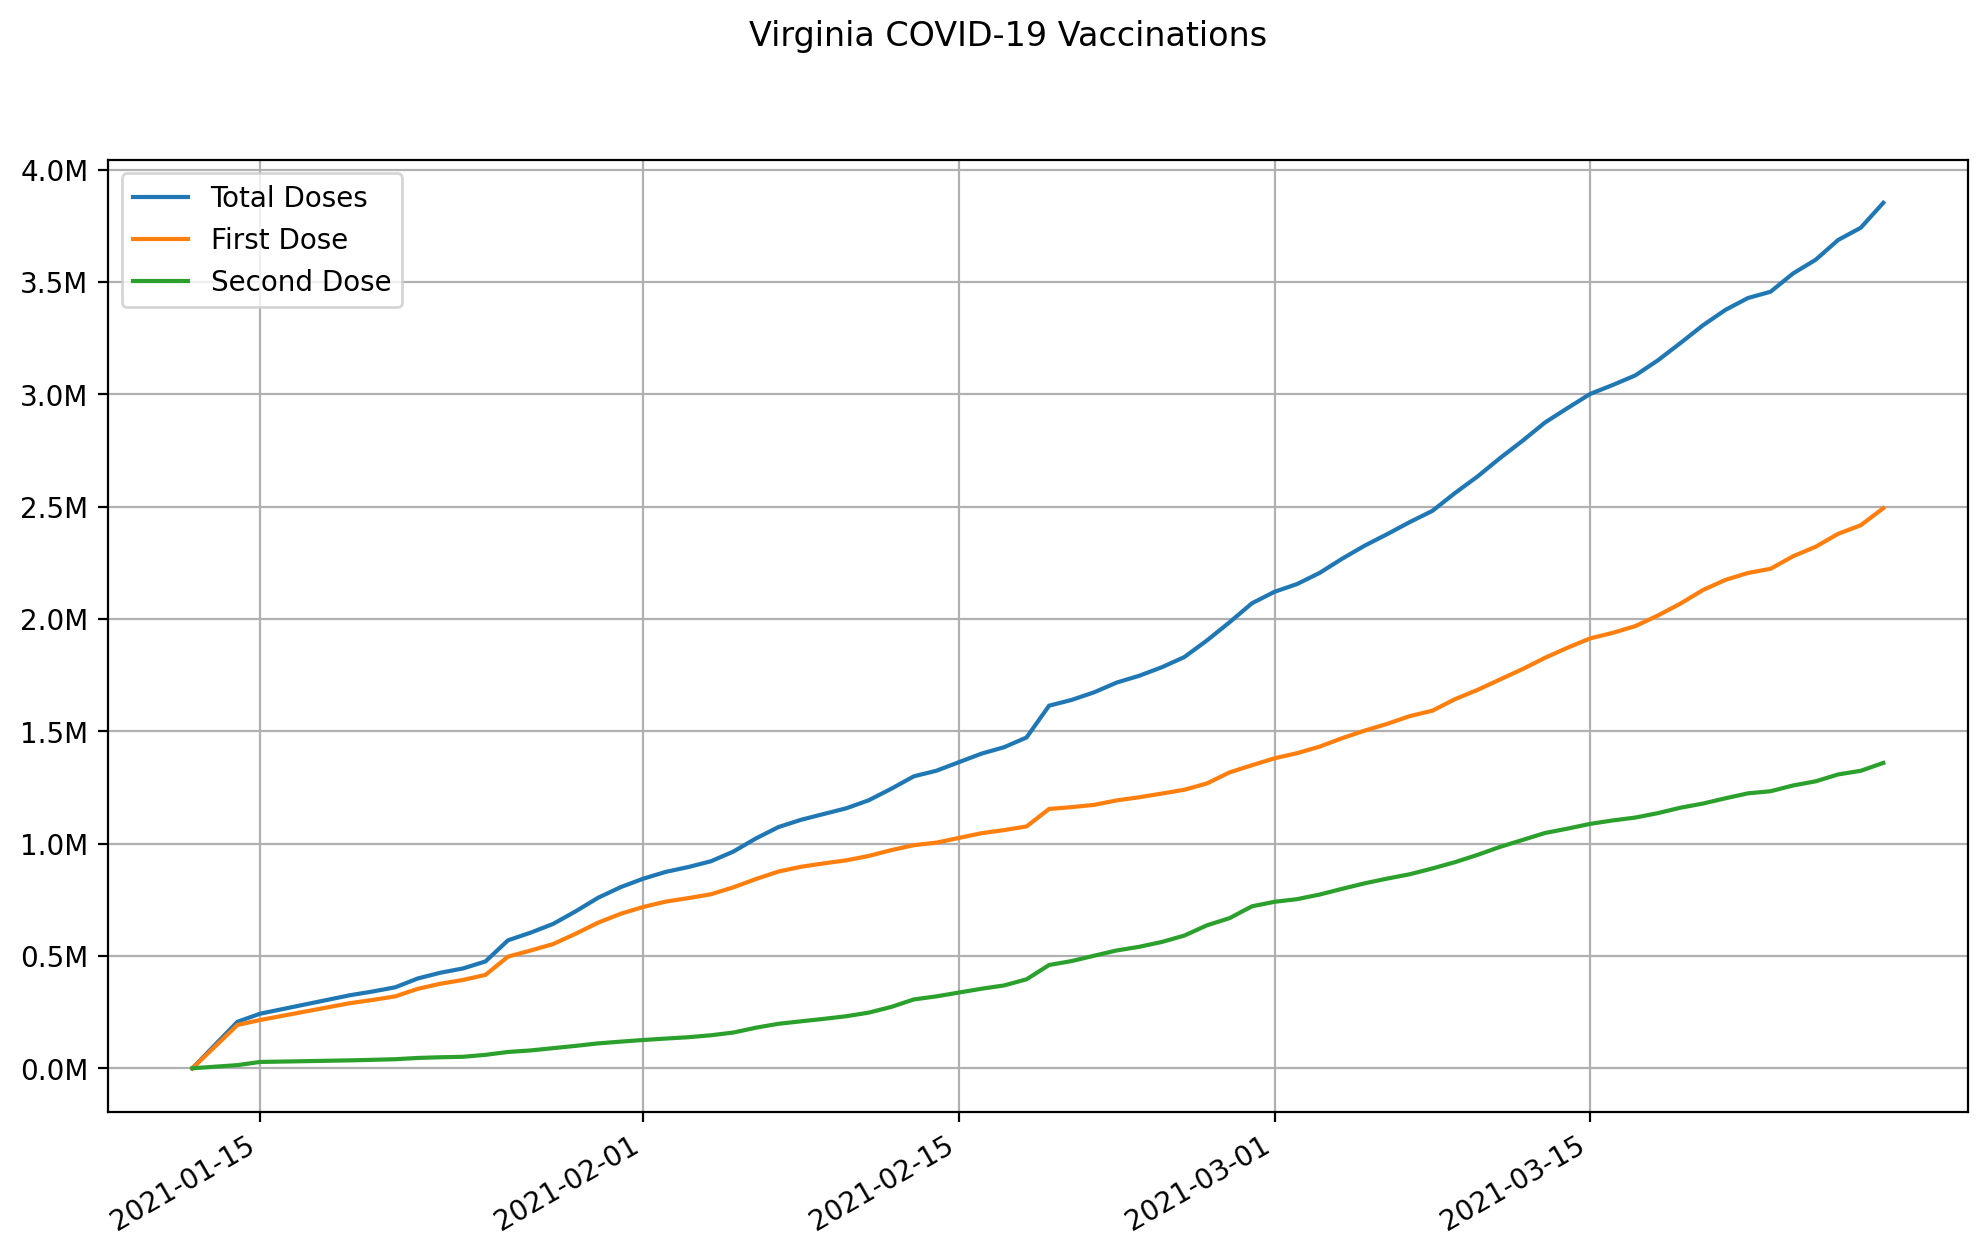 Virginia COVID-19 Vaccinations
4.0M
3.5M
3.0M
2.5M
2.0M
1.5M
1.0M
0.5M
0.0M
Total Doses
First Dose
Second Dose
2021-01-15
2021-02-01
2021-02-15
2021-03-01
2021-03-15